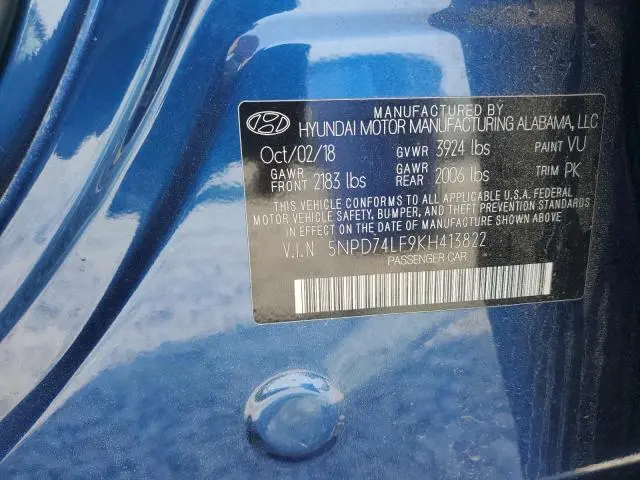 MANUFACTURED BY
HYUNDAI MOTOR MANUFACTURING ALABAMA, LLC
Oct/02/18 GVWR 3924 lbs PAINT VU
GAWR FRONT 2183 lbs GAWR REAR 2006 lbs TRIM PK
THIS VEHICLE CONFORMS TO ALL APPLICABLE U.S.A. FEDERAL
MOTOR VEHICLE SAFETY, BUMPER, AND THEFT PREVENTION STANDARDS
IN EFFECT ON THE DATE OF MANUFACTURE SHOWN ABOVE
V.I.N 5NPD74LF9KH413822
PASSENGER CAR